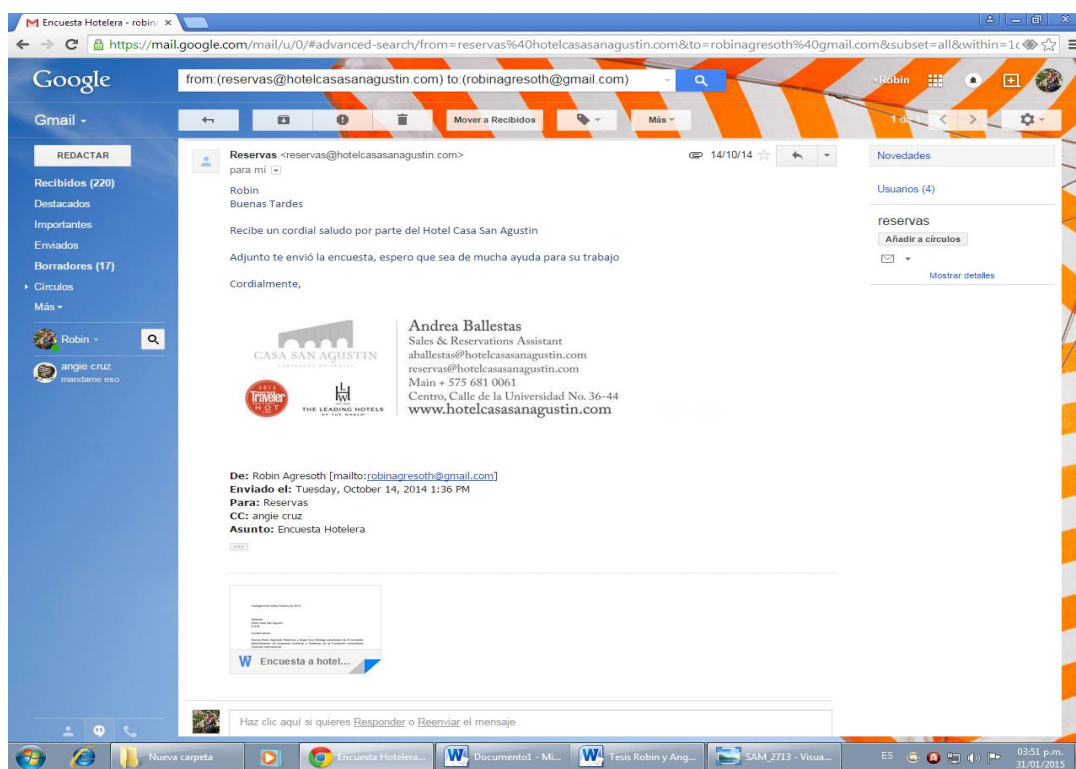 Encuesta Hotelera - robin
https://mail.google.com/mail/u/0/#advanced-search/from=reservas%40hotelcasasanagustin.com&to=robinagresoth%40gmail.com&subset=all&within=1
Google
from:(reservas@hotelcasasanagustin.com) to:(robinagresoth@gmail.com)
+Robin
Gmail
Mover a Recibidos
Más
REDACTAR
Recibidos (220)
Destacados
Importantes
Enviados
Borradores (17)
Círculos
Más
Robin
angie cruz
mandame eso
Reservas <reservas@hotelcasasanagustin.com>
14/10/14
para mí
Robin
Buenas Tardes
Recibe un cordial saludo por parte del Hotel Casa San Agustin
Adjunto te envió la encuesta, espero que sea de mucha ayuda para su trabajo
Cordialmente,
CASA SAN AGUSTIN
CARTAGENA DE INDIAS
Traveler
HOT
THE LEADING HOTELS
OF THE WORLD
Andrea Ballestas
Sales & Reservations Assistant
aballestas@hotelcasasanagustin.com
reservas@hotelcasasanagustin.com
Main + 575 681 0061
Centro, Calle de la Universidad No. 36-44
www.hotelcasasanagustin.com
De: Robin Agresoth [mailto:robinagresoth@gmail.com]
Enviado el: Tuesday, October 14, 2014 1:36 PM
Para: Reservas
CC: angie cruz
Asunto: Encuesta Hotelera
W Encuesta a hotel...
Haz clic aquí si quieres Responder o Reenviar el mensaje
Novedades
Usuarios (4)
reservas
Añadir a círculos
Mostrar detalles
Nueva carpeta
Encuesta Hotelera...
Documento1 - Mi...
Tesis Robin y Ang...
SAM_2713 - Visua...
ES
03:51 p.m.
31/01/2015